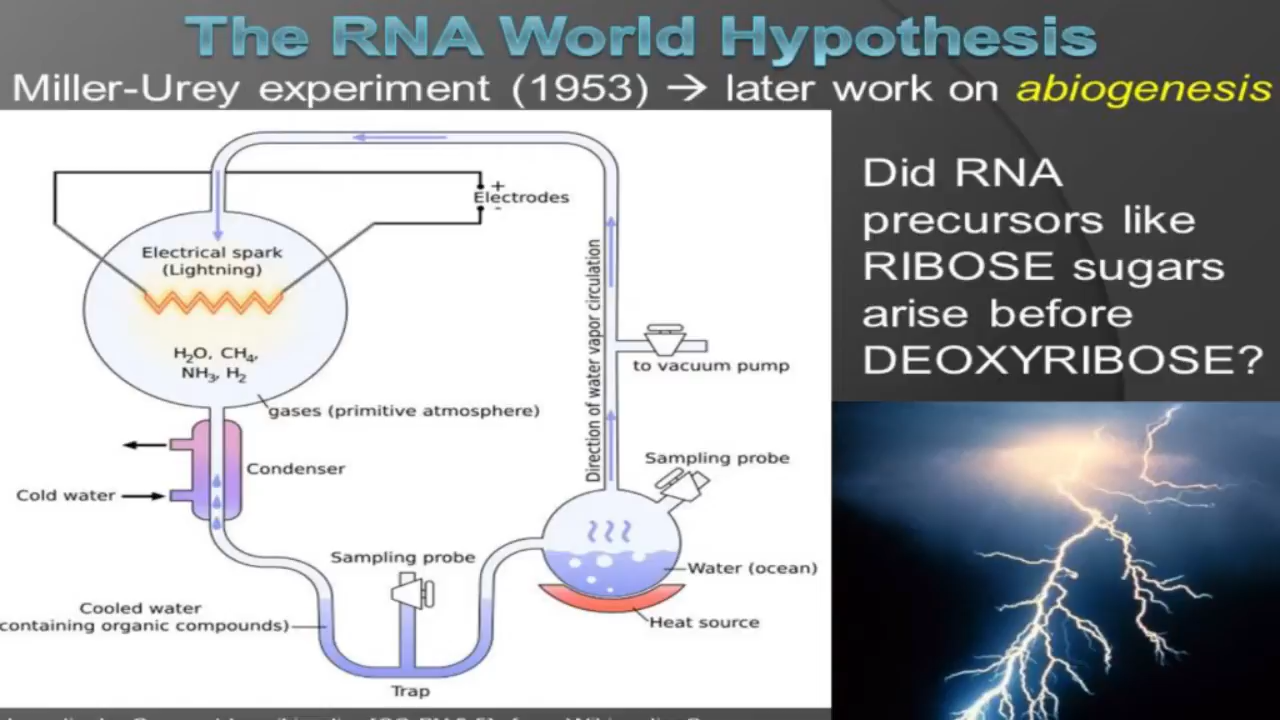 The RNA World Hypothesis
Miller-Urey experiment (1953) → later work on abiogenesis
Did RNA
precursors like
RIBOSE sugars
arise before
DEOXYRIBOSE?
+
Electrodes
-
Electrical spark
(Lightning)
H₂O, CH₄,
NH₃, H₂
gases (primitive atmosphere)
Direction of water vapor circulation
to vacuum pump
Condenser
Cold water
Sampling probe
Sampling probe
Water (ocean)
Cooled water
containing organic compounds)
Heat source
Trap